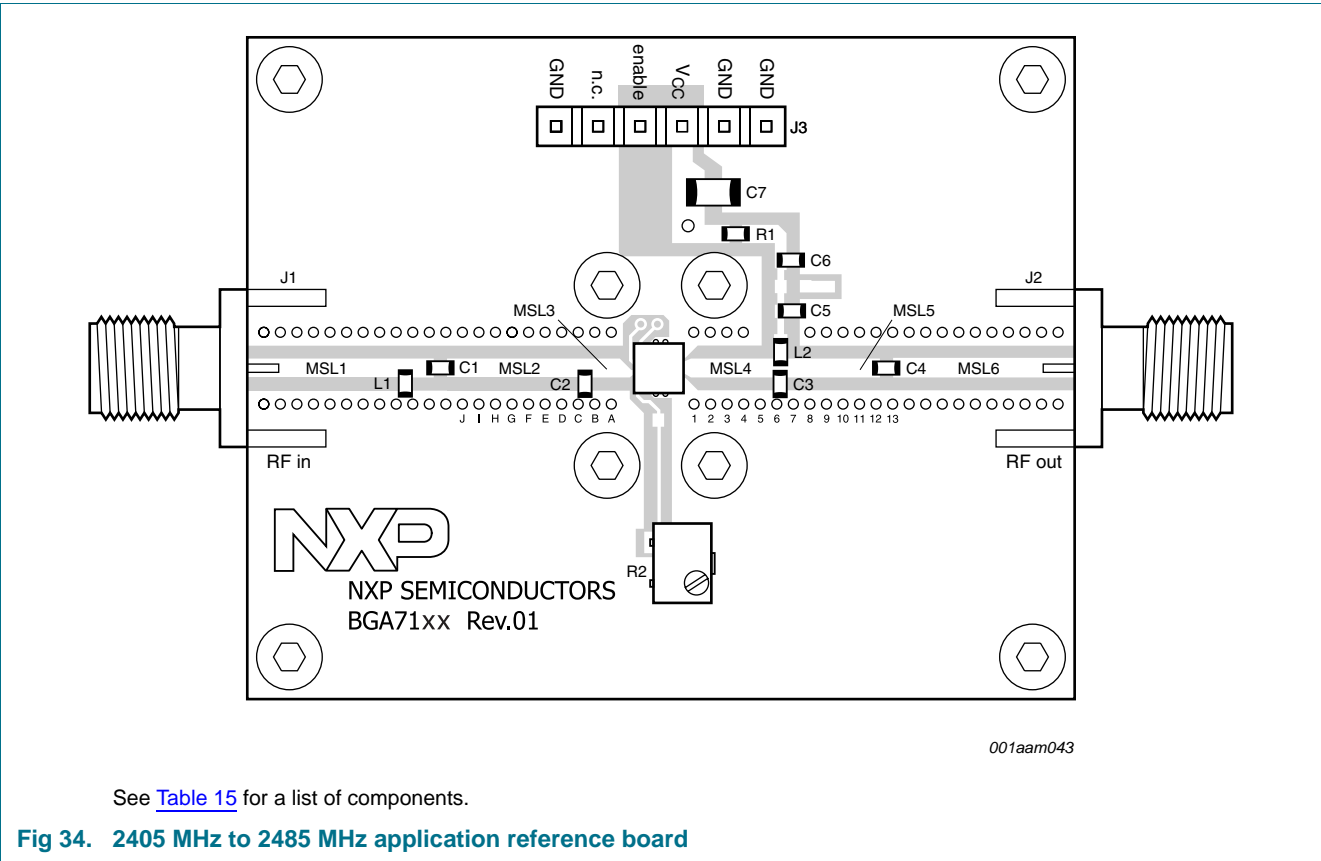 GND n.c. enable VCC GND GND
J3
C7
R1
C6
J1 J2
MSL3 C5 MSL5
L2
MSL1 C1 MSL2 MSL4 C4 MSL6
L1 C2 C3
J I H G F E D C B A 1 2 3 4 5 6 7 8 9 10 11 12 13
RF in RF out
NXP
R2
NXP SEMICONDUCTORS
BGA71xx Rev.01
001aam043
See Table 15 for a list of components.
Fig 34. 2405 MHz to 2485 MHz application reference board